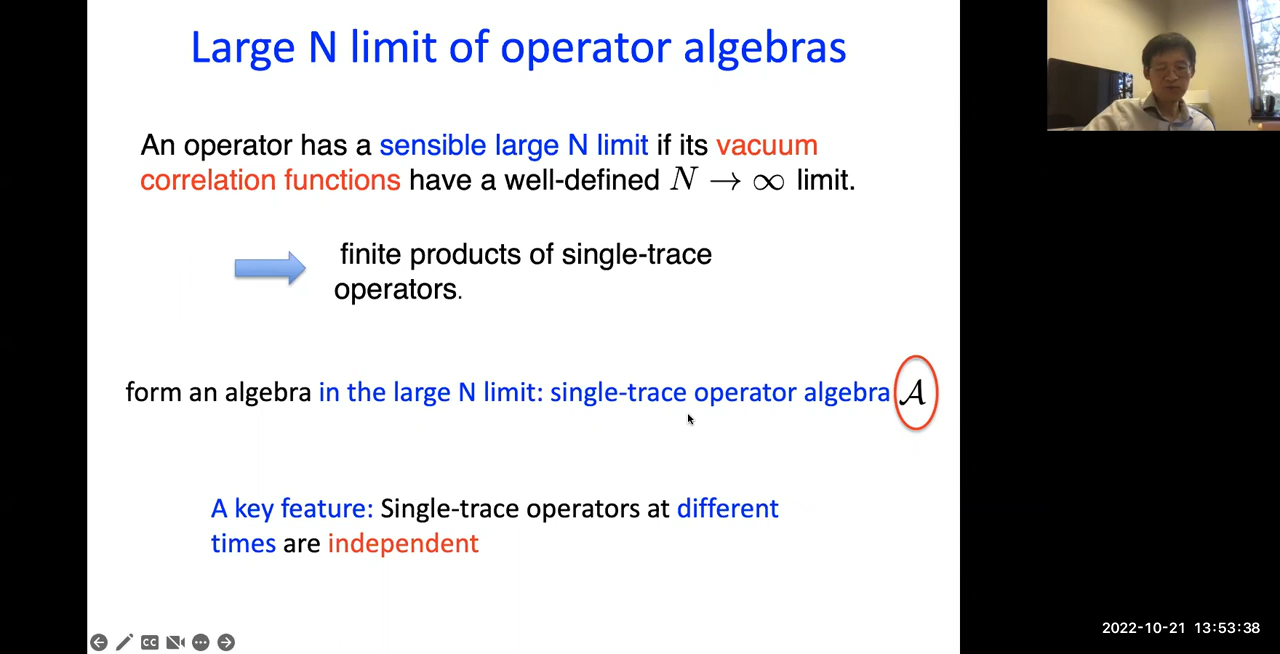 Large N limit of operator algebras
An operator has a sensible large N limit if its vacuum
correlation functions have a well-defined N → ∞ limit.
finite products of single-trace
operators.
form an algebra in the large N limit: single-trace operator algebra 𝒜
A key feature: Single-trace operators at different
times are independent
CC
2022-10-21 13:53:38